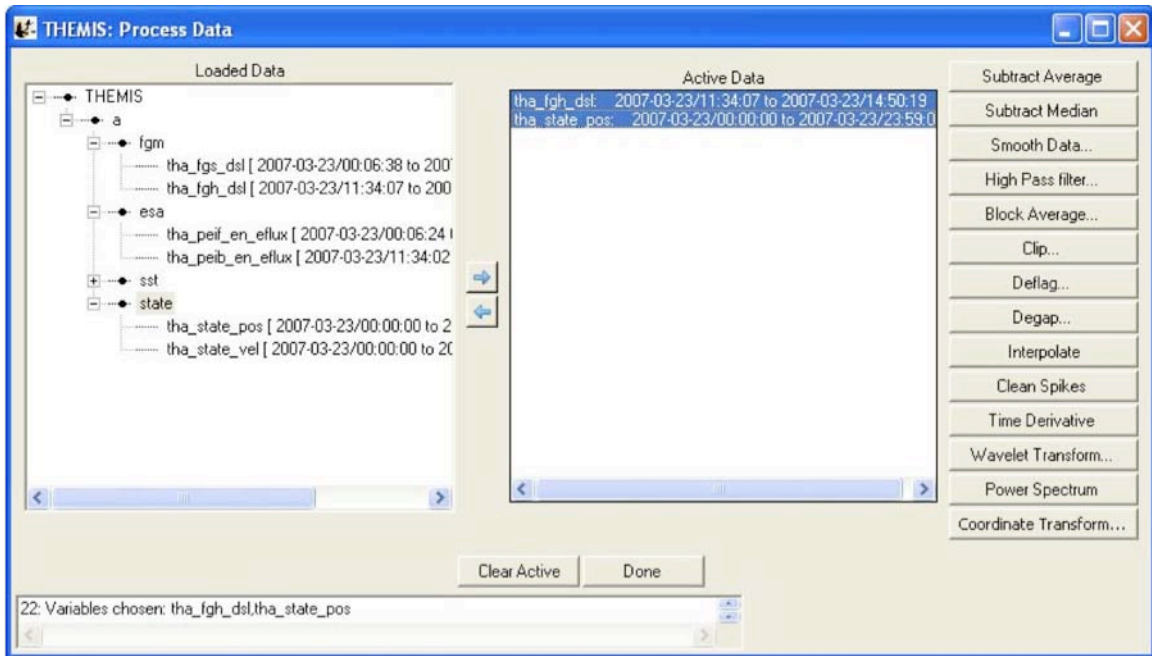 THEMIS: Process Data
Loaded Data
THEMIS
a
fgm
tha_fgs_dsl [ 2007-03-23/00:06:38 to 200
tha_fgh_dsl [ 2007-03-23/11:34:07 to 200
esa
tha_peif_en_eflux [ 2007-03-23/00:06:24
tha_peib_en_eflux [ 2007-03-23/11:34:02
sst
state
tha_state_pos [ 2007-03-23/00:00:00 to 2
tha_state_vel [ 2007-03-23/00:00:00 to 20
Active Data
tha_fgh_dsl: 2007-03-23/11:34:07 to 2007-03-23/14:50:19
tha_state_pos: 2007-03-23/00:00:00 to 2007-03-23/23:59:0
Subtract Average
Subtract Median
Smooth Data...
High Pass filter...
Block Average...
Clip...
Deflag...
Degap...
Interpolate
Clean Spikes
Time Derivative
Wavelet Transform...
Power Spectrum
Coordinate Transform...
Clear Active
Done
22: Variables chosen: tha_fgh_dsl,tha_state_pos